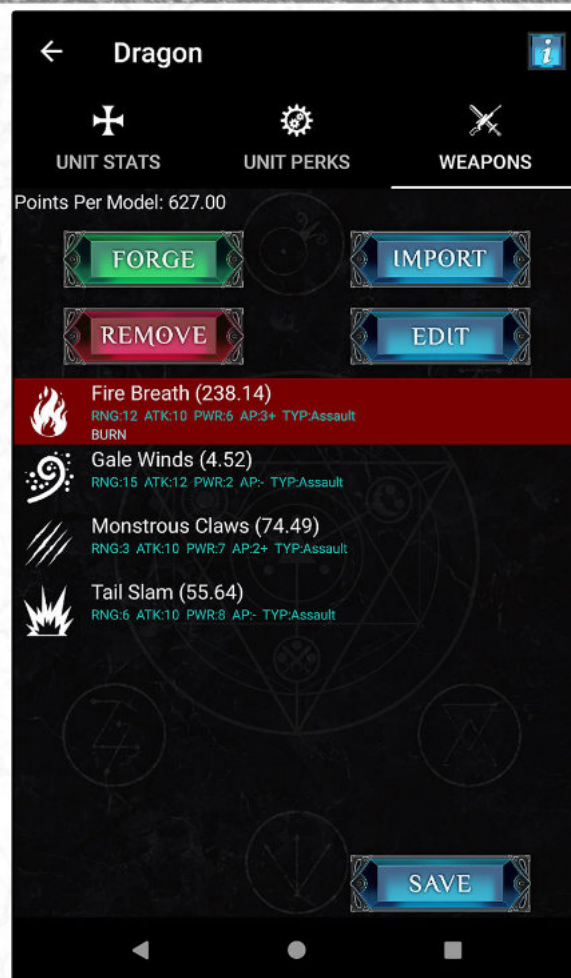 Dragon
i
UNIT STATS
UNIT PERKS
WEAPONS
Points Per Model: 627.00
FORGE
IMPORT
REMOVE
EDIT
Fire Breath (238.14)
RNG:12 ATK:10 PWR:6 AP:3+ TYP:Assault
BURN
Gale Winds (4.52)
RNG:15 ATK:12 PWR:2 AP:- TYP:Assault
Monstrous Claws (74.49)
RNG:3 ATK:10 PWR:7 AP:2+ TYP:Assault
Tail Slam (55.64)
RNG:6 ATK:10 PWR:8 AP:- TYP:Assault
SAVE